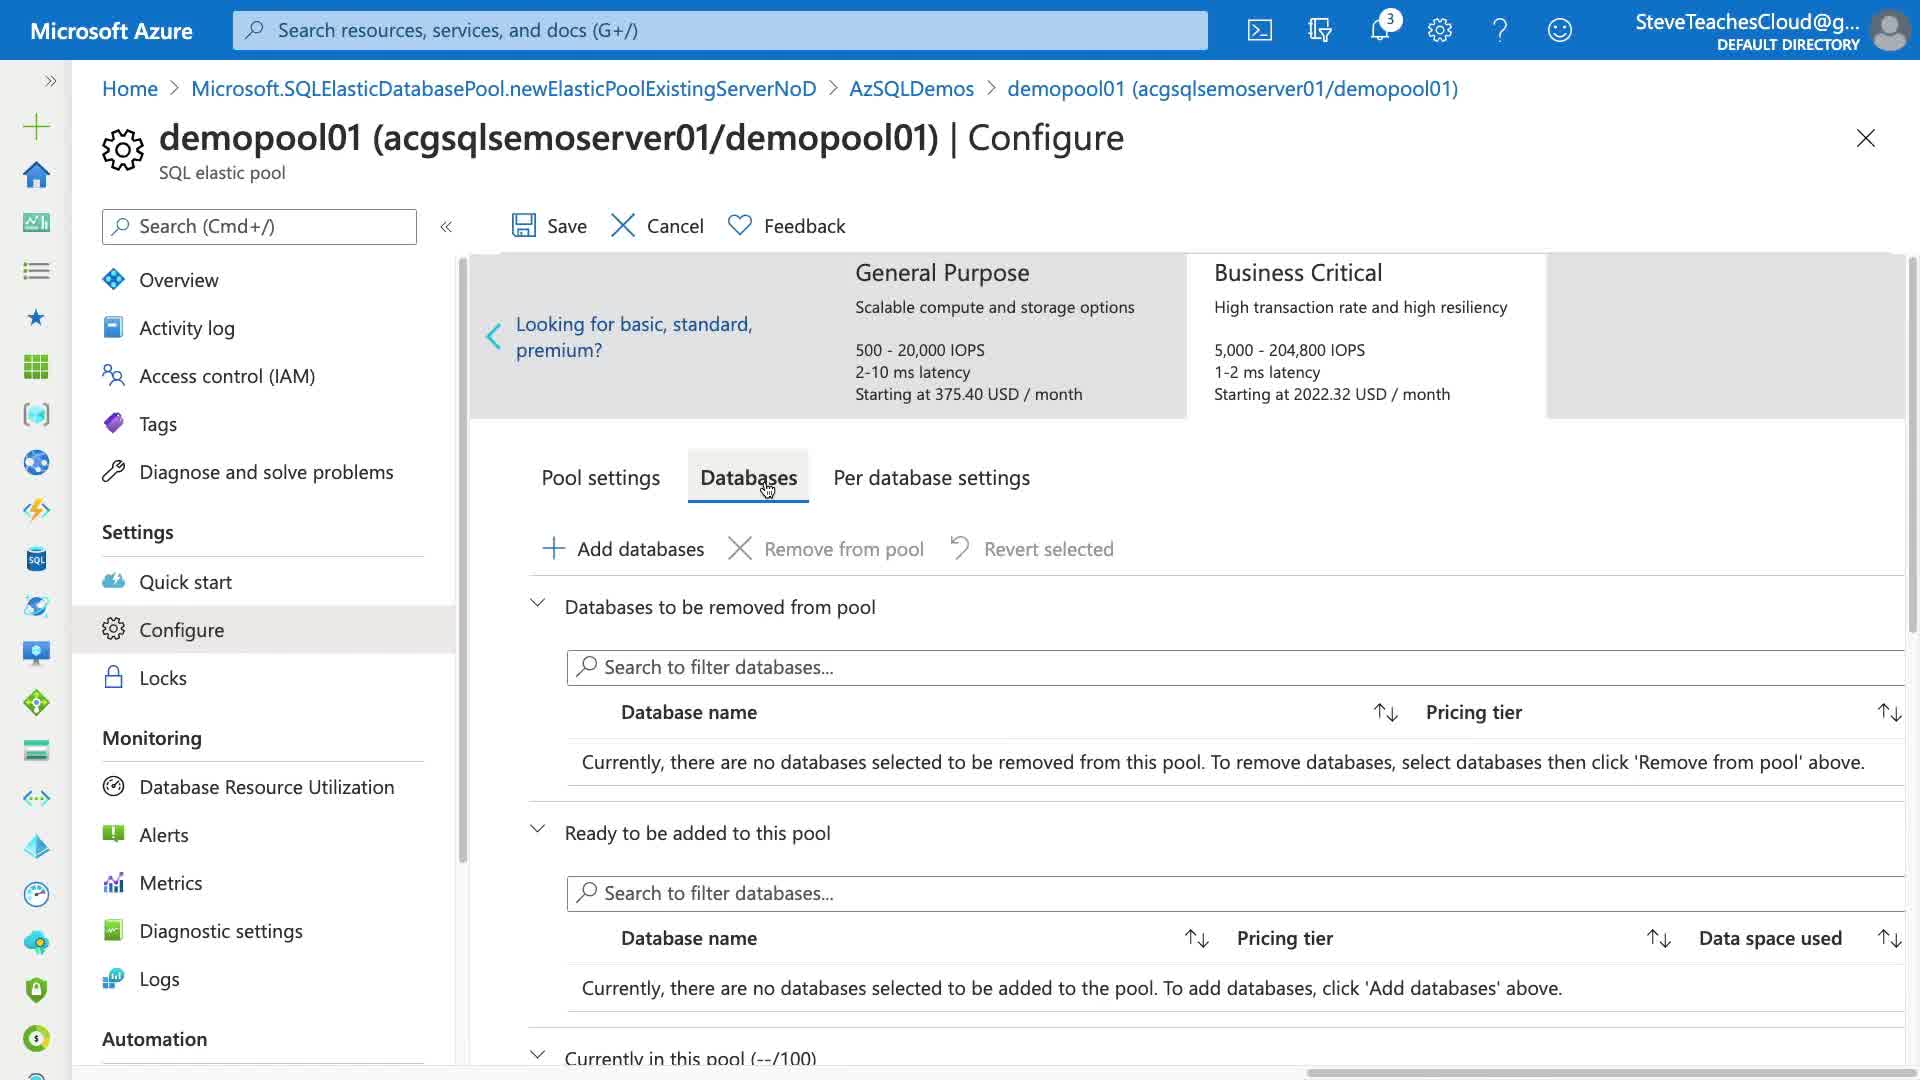 Microsoft Azure
Search resources, services, and docs (G+/)
3
SteveTeachesCloud@g...
DEFAULT DIRECTORY
Home > Microsoft.SQLElasticDatabasePool.newElasticPoolExistingServerNoD > AzSQLDemos > demopool01 (acgsqlsemoserver01/demopool01)
demopool01 (acgsqlsemoserver01/demopool01) | Configure
SQL elastic pool
Search (Cmd+/)
Save
Cancel
Feedback
Overview
Activity log
Access control (IAM)
Tags
Diagnose and solve problems
Settings
Quick start
Configure
Locks
Monitoring
Database Resource Utilization
Alerts
Metrics
Diagnostic settings
Logs
Automation
SQL
Looking for basic, standard,
premium?
General Purpose
Scalable compute and storage options
500 - 20,000 IOPS
2-10 ms latency
Starting at 375.40 USD / month
Business Critical
High transaction rate and high resiliency
5,000 - 204,800 IOPS
1-2 ms latency
Starting at 2022.32 USD / month
Pool settings
Databases
Per database settings
Add databases
Remove from pool
Revert selected
Databases to be removed from pool
Search to filter databases...
Database name
Pricing tier
Currently, there are no databases selected to be removed from this pool. To remove databases, select databases then click 'Remove from pool' above.
Ready to be added to this pool
Search to filter databases...
Database name
Pricing tier
Data space used
Currently, there are no databases selected to be added to the pool. To add databases, click 'Add databases' above.
Currently in this pool (--/100)